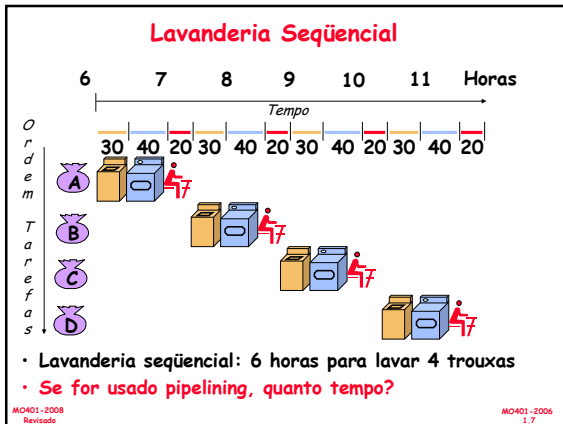 Lavanderia Seqüencial
6 7 8 9 10 11 Horas
Tempo
30 40 20 30 40 20 30 40 20 30 40 20
Ordem Tarefas
A
B
C
D
• Lavanderia seqüencial: 6 horas para lavar 4 trouxas
• Se for usado pipelining, quanto tempo?
MO401-2008
Revisado
MO401-2006
1.7